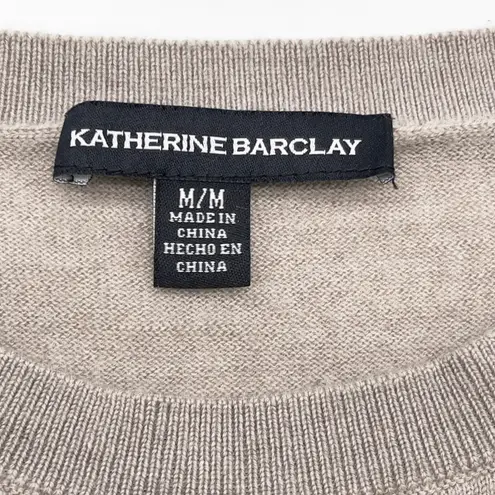 KATHERINE BARCLAY
M/M
MADE IN
CHINA
HECHO EN
CHINA